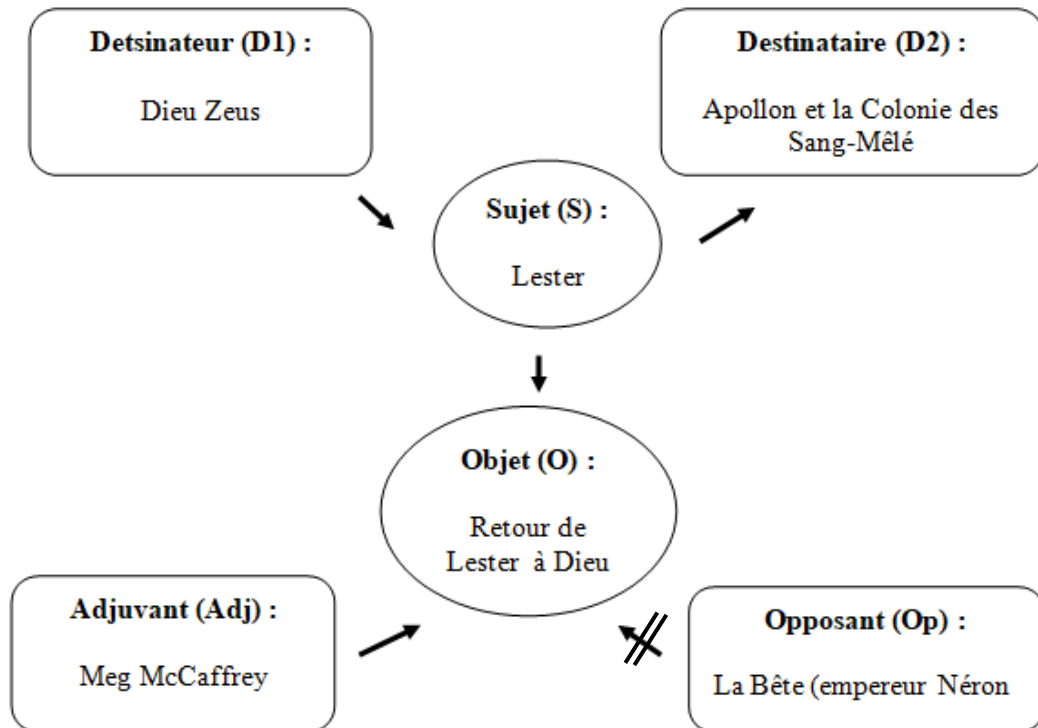 Detsinateur (D1) :
Dieu Zeus
Destinataire (D2) :
Apollon et la Colonie des
Sang-Mêlé
Sujet (S) :
Lester
Objet (O) :
Retour de
Lester à Dieu
Adjuvant (Adj) :
Meg McCaffrey
Opposant (Op) :
La Bête (empereur Néron